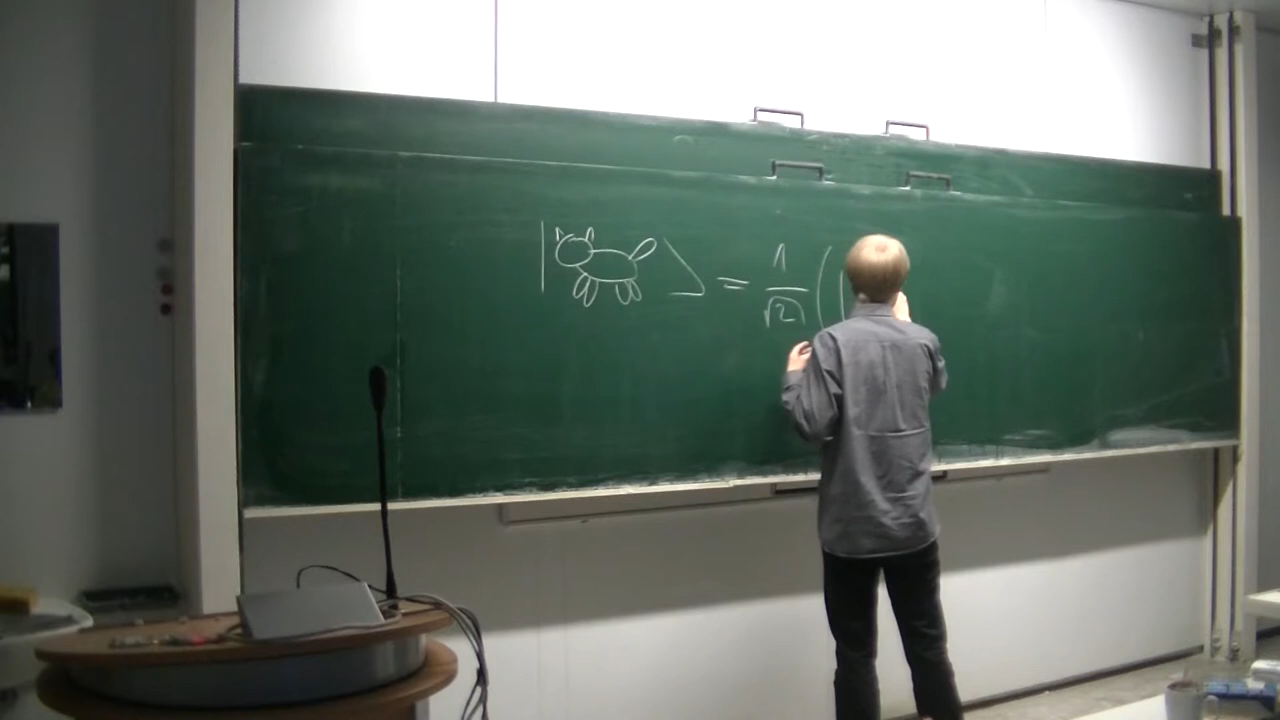 | ⟩ = 1/√2 ( |